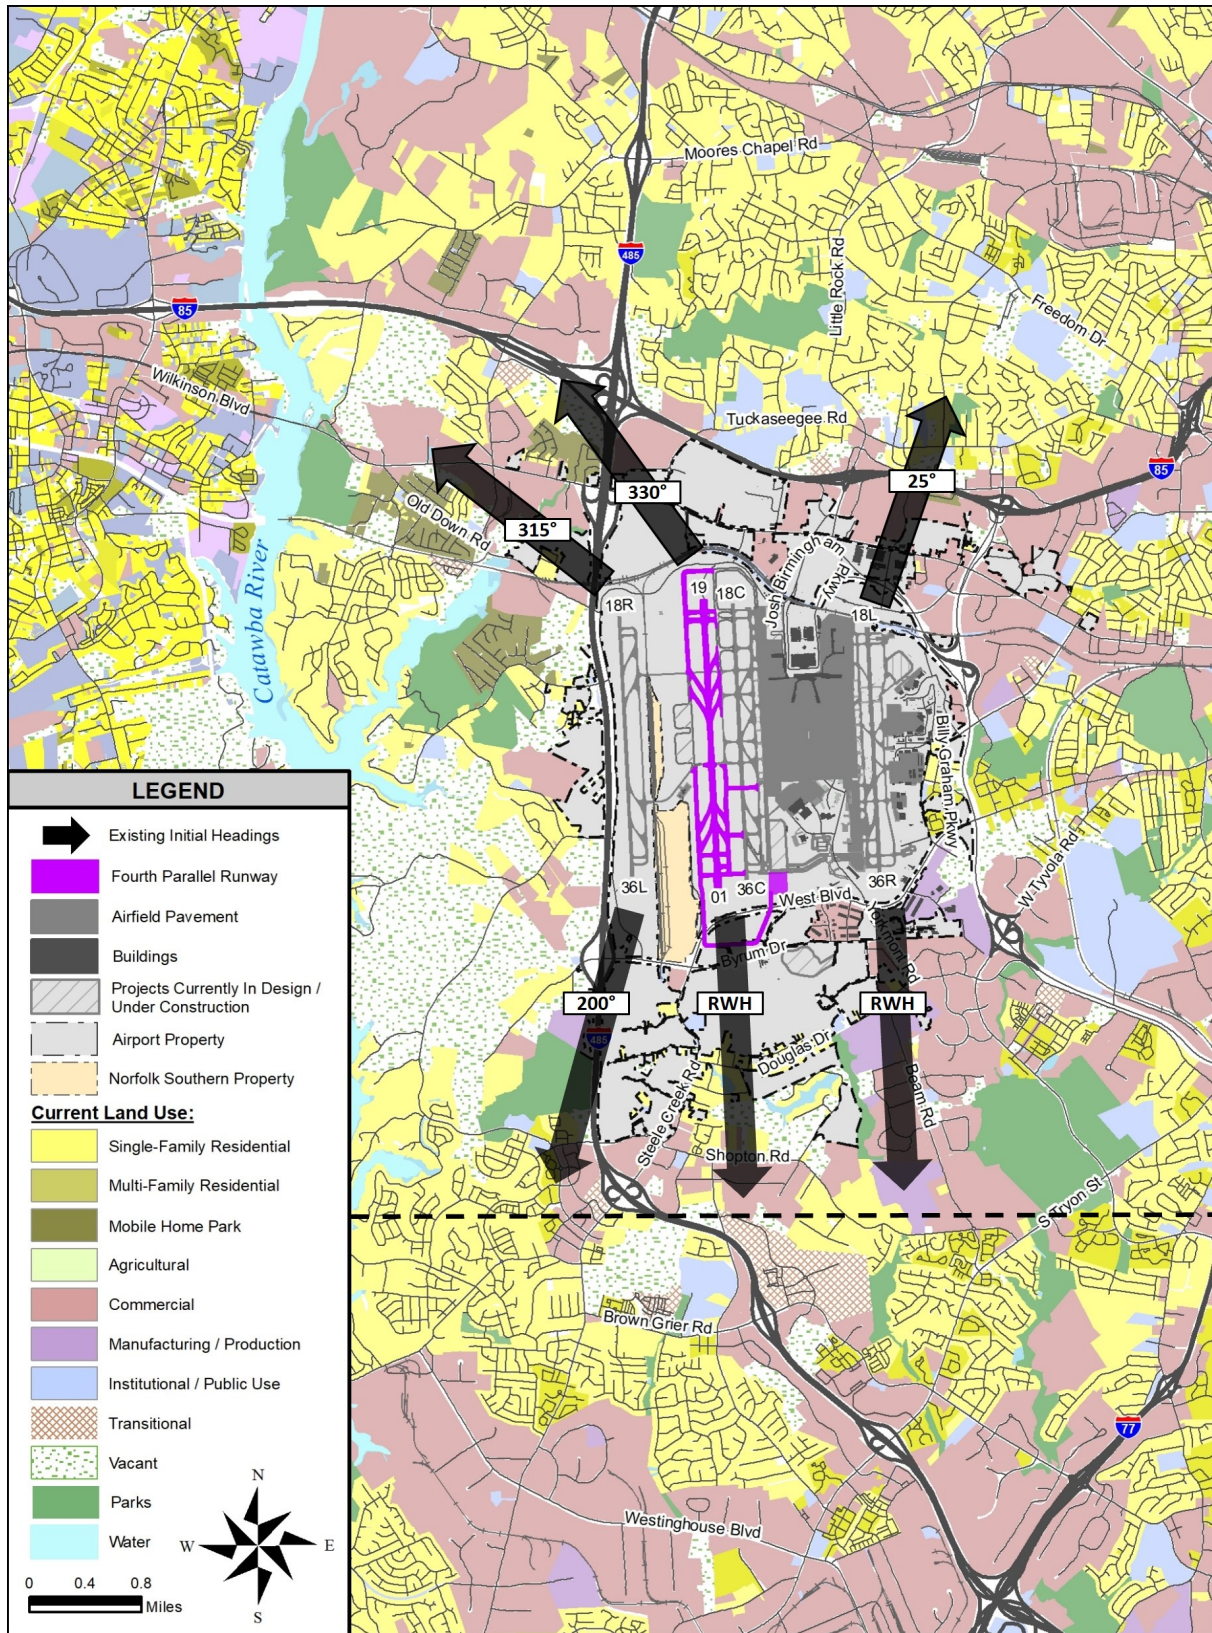 Moores Chapel Rd
485
Little Rock Rd
85
Freedom Dr
Wilkinson Blvd
Tuckaseegee Rd
85
25°
330°
Old Down Rd
315°
Catawba River
Josh Birmingham Pkwy
19
18C
18R
18L
Billy Graham Pkwy
W Tyvola Rd
36L
36C
36R
01
West Blvd
Yorkmont Rd
Byrum Dr
200°
RWH
RWH
485
Douglas Dr
Steele Creek Rd
Beam Rd
Shopton Rd
S Tryon St
Brown Grier Rd
77
Westinghouse Blvd
LEGEND
Existing Initial Headings
Fourth Parallel Runway
Airfield Pavement
Buildings
Projects Currently In Design /
Under Construction
Airport Property
Norfolk Southern Property
Current Land Use:
Single-Family Residential
Multi-Family Residential
Mobile Home Park
Agricultural
Commercial
Manufacturing / Production
Institutional / Public Use
Transitional
Vacant
Parks
Water
N
W
E
S
0 0.4 0.8
Miles